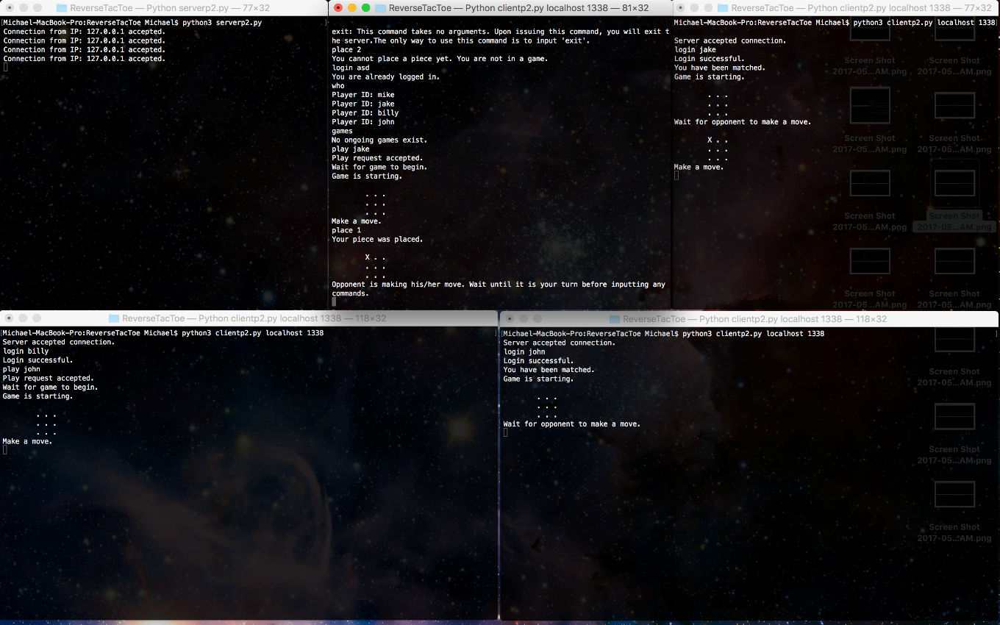 ReverseTacToe — Python serverp2.py — 77×32
Michael-MacBook-Pro:ReverseTacToe Michael$ python3 serverp2.py
Connection from IP: 127.0.0.1 accepted.
Connection from IP: 127.0.0.1 accepted.
Connection from IP: 127.0.0.1 accepted.
Connection from IP: 127.0.0.1 accepted.
ReverseTacToe — Python clientp2.py localhost 1338 — 81×32
exit: This command takes no arguments. Upon issuing this command, you will exit t
he server.The only way to use this command is to input 'exit'.
place 2
You cannot place a piece yet. You are not in a game.
login asd
You are already logged in.
who
Player ID: mike
Player ID: jake
Player ID: billy
Player ID: john
games
No ongoing games exist.
play jake
Play request accepted.
Wait for game to begin.
Game is starting.
. . .
. . .
. . .
Make a move.
place 1
Your piece was placed.
X . .
. . .
. . .
Opponent is making his/her move. Wait until it is your turn before inputting any
commands.
ReverseTacToe — Python clientp2.py localhost 1338 — 77×32
Michael-MacBook-Pro:ReverseTacToe Michael$ python3 clientp2.py localhost 1338
Server accepted connection.
login jake
Login successful.
You have been matched.
Game is starting.
. . .
. . .
. . .
Wait for opponent to make a move.
X . .
. . .
. . .
Make a move.
Screen Shot
2017-05...AM.png
Screen Shot
2017-05...AM.png
Screen Shot
2017-05...AM.png
Screen Shot
2017-05...AM.png
Screen Shot
2017-05...AM.png
Screen Shot
2017-05...AM.png
Screen Shot
2017-05...AM.png
Screen Shot
2017-05...AM.png
ReverseTacToe — Python clientp2.py localhost 1338 — 118×32
Michael-MacBook-Pro:ReverseTacToe Michael$ python3 clientp2.py localhost 1338
Server accepted connection.
login billy
Login successful.
play john
Play request accepted.
Wait for game to begin.
Game is starting.
. . .
. . .
. . .
Make a move.
ReverseTacToe — Python clientp2.py localhost 1338 — 118×32
Michael-MacBook-Pro:ReverseTacToe Michael$ python3 clientp2.py localhost 1338
Server accepted connection.
login john
Login successful.
You have been matched.
Game is starting.
. . .
. . .
. . .
Wait for opponent to make a move.
Screen Shot
2017-05...AM.png
Screen Shot
2017-05...AM.png
Screen Shot
2017-05...AM.png